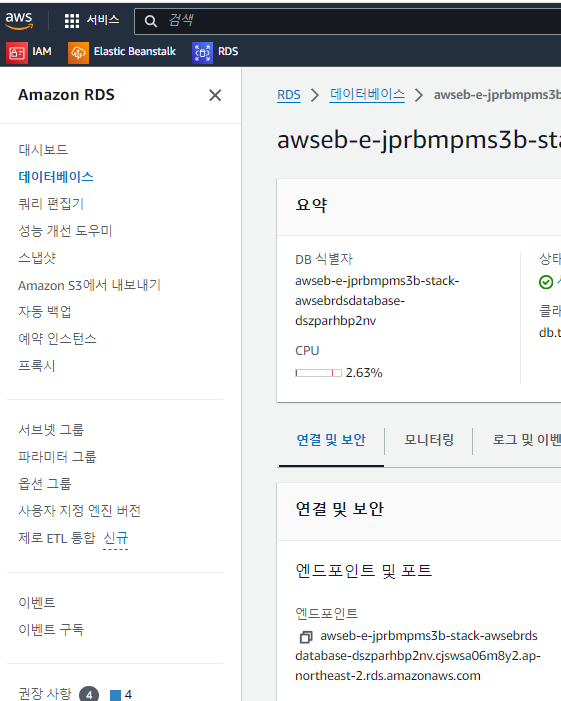 aws
서비스
검색
IAM
Elastic Beanstalk
RDS
Amazon RDS
대시보드
데이터베이스
쿼리 편집기
성능 개선 도우미
스냅샷
Amazon S3에서 내보내기
자동 백업
예약 인스턴스
프록시
서브넷 그룹
파라미터 그룹
옵션 그룹
사용자 지정 엔진 버전
제로 ETL 통합 신규
이벤트
이벤트 구독
권장 사항 4 4
RDS > 데이터베이스 > awseb-e-jprbmpms3b
awseb-e-jprbmpms3b-sta
요약
DB 식별자
awseb-e-jprbmpms3b-stack-
awsebrdsdatabase-
dszparhbp2nv
CPU
2.63%
상태
클래
db.t
연결 및 보안
모니터링
로그 및 이벤
연결 및 보안
엔드포인트 및 포트
엔드포인트
awseb-e-jprbmpms3b-stack-awsebrds
database-dszparhbp2nv.cjswsa06m8y2.ap-
northeast-2.rds.amazonaws.com